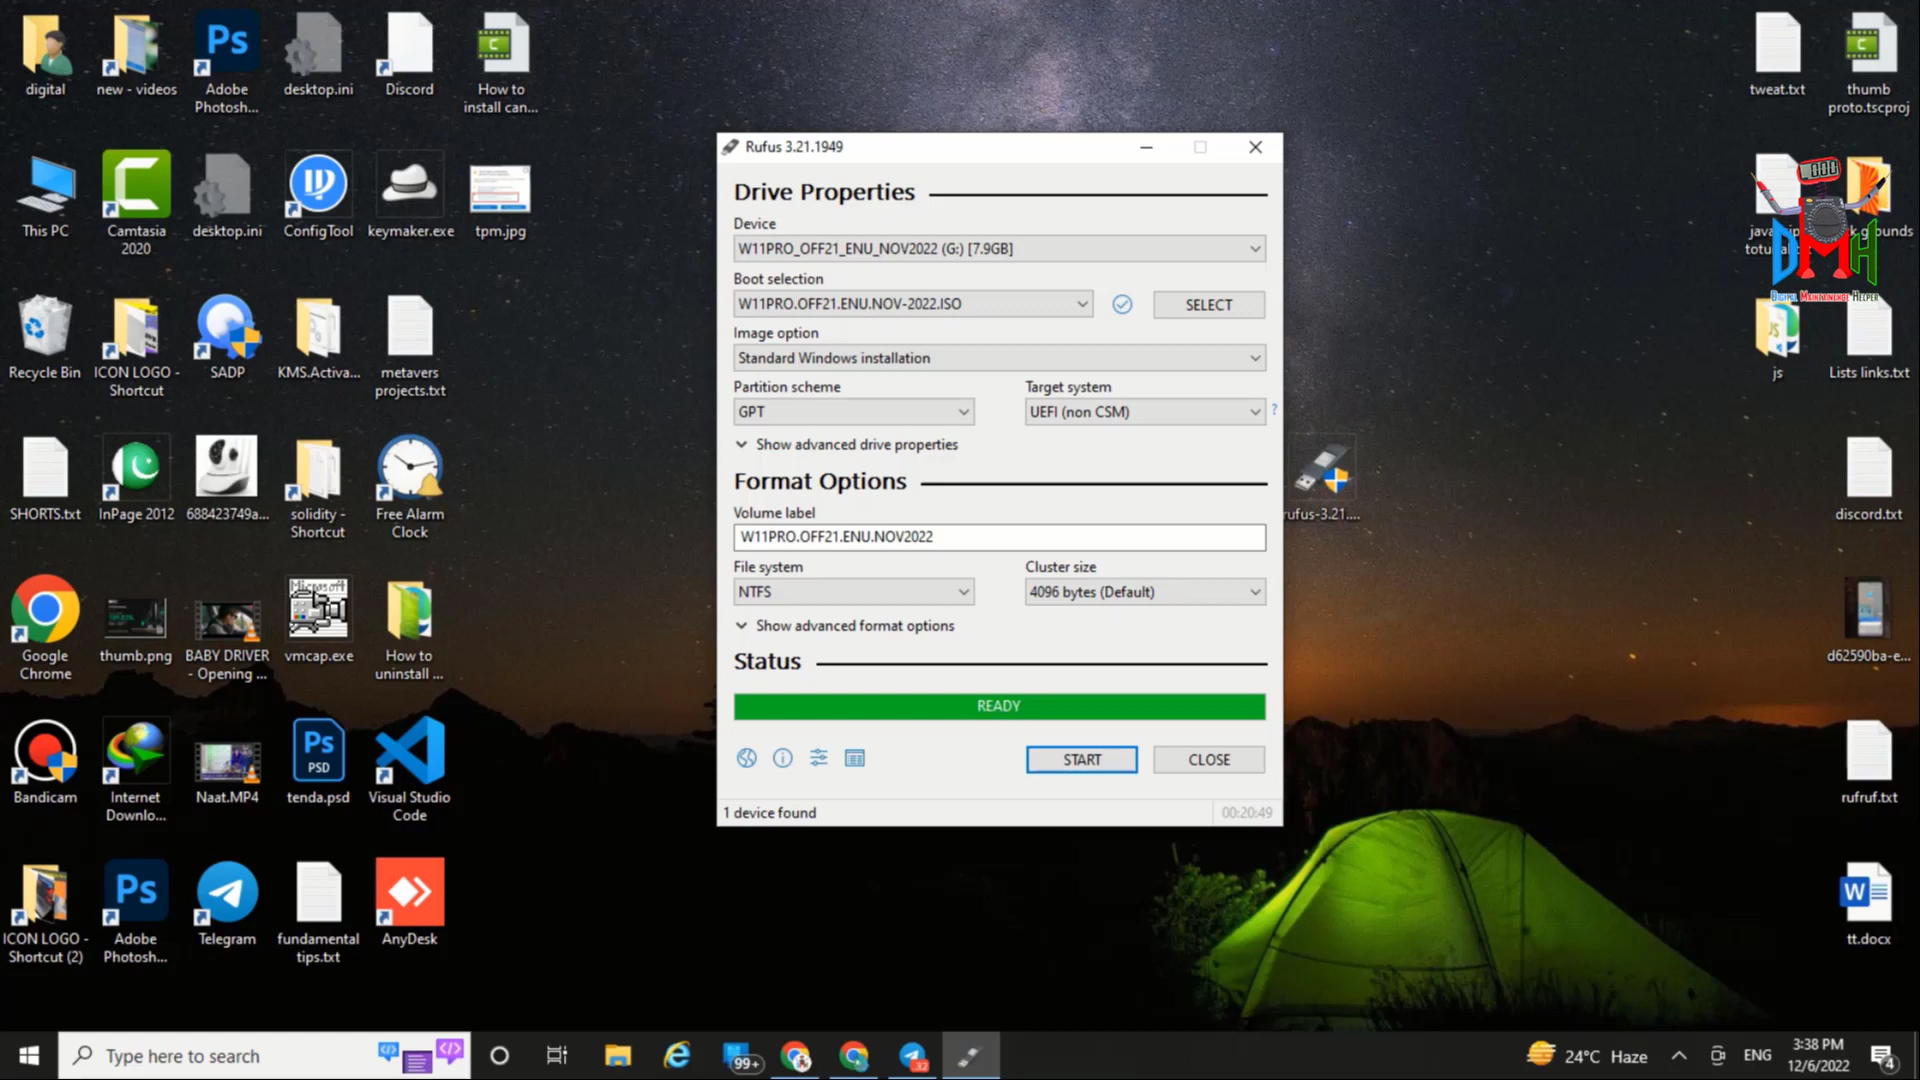 digital
new - videos
Adobe
Photosh...
desktop.ini
Discord
How to
install can...
tweat.txt
thumb
proto.tscproj
This PC
Camtasia
2020
desktop.ini
ConfigTool
keymaker.exe
tpm.jpg
Digital Maintenance Helper
Recycle Bin
ICON LOGO -
Shortcut
SADP
KMS.Activa...
metavers
projects.txt
js
Lists links.txt
SHORTS.txt
InPage 2012
688423749a...
solidity -
Shortcut
Free Alarm
Clock
rufus-3.21....
discord.txt
Google
Chrome
thumb.png
BABY DRIVER
- Opening ...
Microsoft
vmcap.exe
How to
uninstall ...
d62590ba-e...
Bandicam
Internet
Downlo...
Naat.MP4
Ps
PSD
tenda.psd
Visual Studio
Code
rufruf.txt
ICON LOGO -
Shortcut (2)
Ps
Adobe
Photosh...
Telegram
fundamental
tips.txt
AnyDesk
tt.docx
Rufus 3.21.1949
Drive Properties
Device
W11PRO_OFF21_ENU_NOV2022 (G:) [7.9GB]
Boot selection
W11PRO.OFF21.ENU.NOV-2022.ISO
SELECT
Image option
Standard Windows installation
Partition scheme
Target system
GPT
UEFI (non CSM)
?
Show advanced drive properties
Format Options
Volume label
W11PRO.OFF21.ENU.NOV2022
File system
Cluster size
NTFS
4096 bytes (Default)
Show advanced format options
Status
READY
START
CLOSE
1 device found
00:20:49
Type here to search
99+
24°C Haze
ENG
3:38 PM
12/6/2022
4